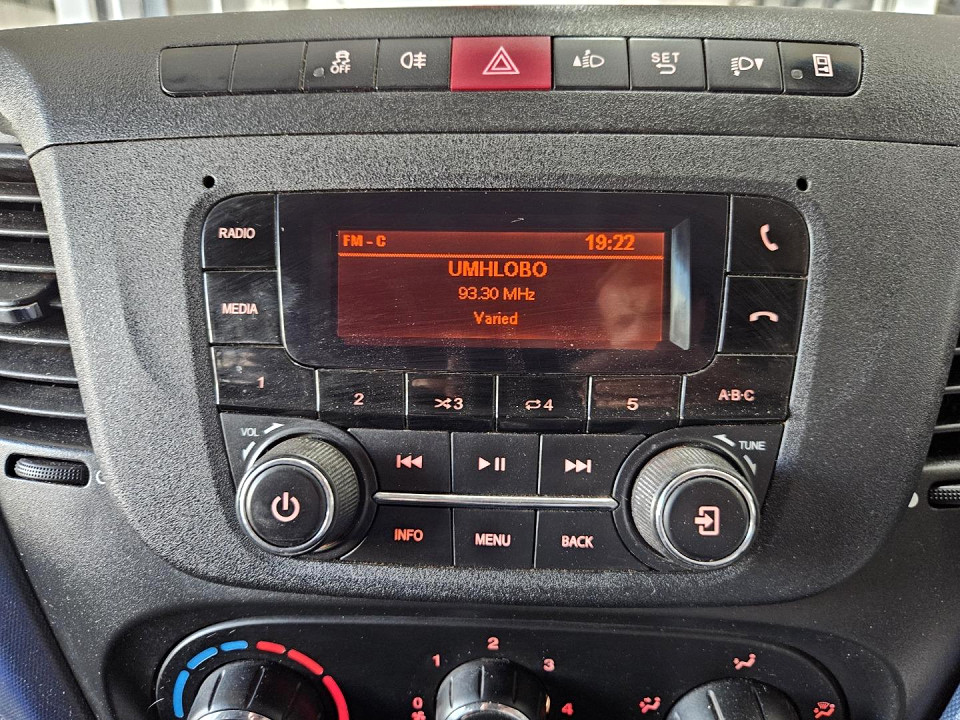 OFF
SET
RADIO
FM - C 19:22
UMHLOBO
93.30 MHz
Varied
MEDIA
1
2
3
4
5
A·B·C
VOL
TUNE
INFO
MENU
BACK
0
1
2
3
4